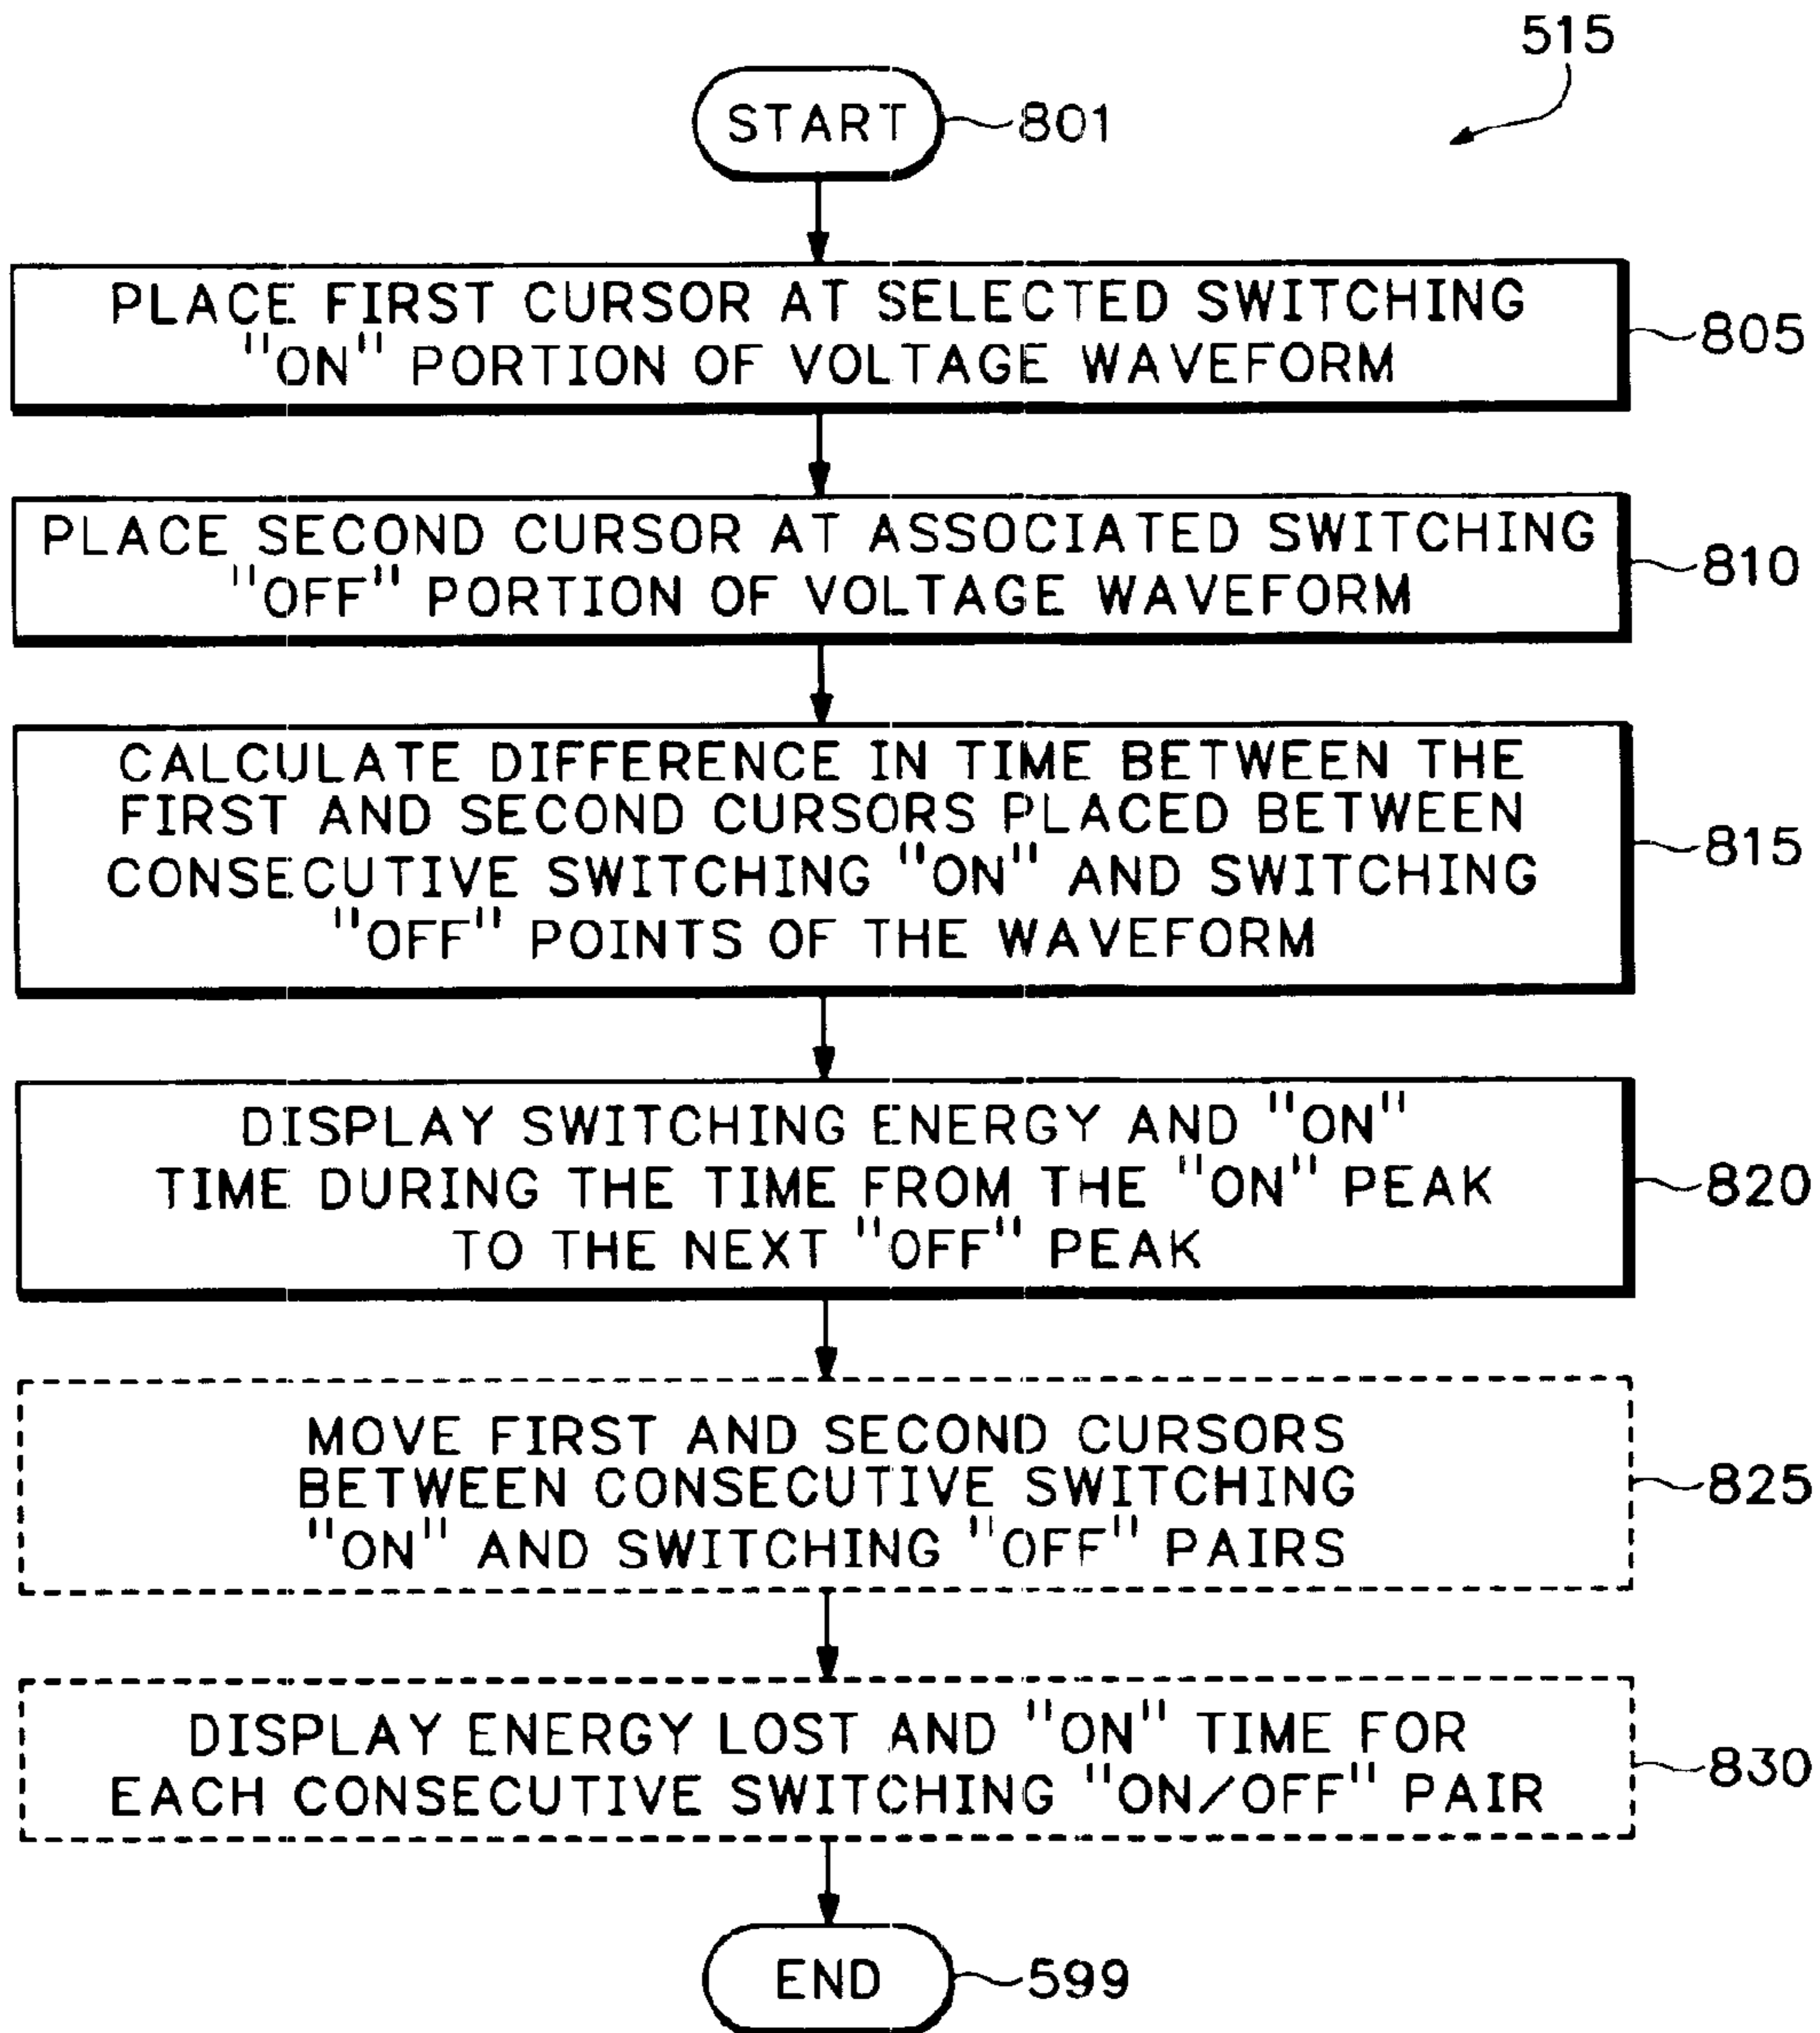 515
START
801
PLACE FIRST CURSOR AT SELECTED SWITCHING
"ON" PORTION OF VOLTAGE WAVEFORM
805
PLACE SECOND CURSOR AT ASSOCIATED SWITCHING
"OFF" PORTION OF VOLTAGE WAVEFORM
810
CALCULATE DIFFERENCE IN TIME BETWEEN THE
FIRST AND SECOND CURSORS PLACED BETWEEN
CONSECUTIVE SWITCHING "ON" AND SWITCHING
"OFF" POINTS OF THE WAVEFORM
815
DISPLAY SWITCHING ENERGY AND "ON"
TIME DURING THE TIME FROM THE "ON" PEAK
TO THE NEXT "OFF" PEAK
820
MOVE FIRST AND SECOND CURSORS
BETWEEN CONSECUTIVE SWITCHING
"ON" AND SWITCHING "OFF" PAIRS
825
DISPLAY ENERGY LOST AND "ON" TIME FOR
EACH CONSECUTIVE SWITCHING "ON/OFF" PAIR
830
END
599